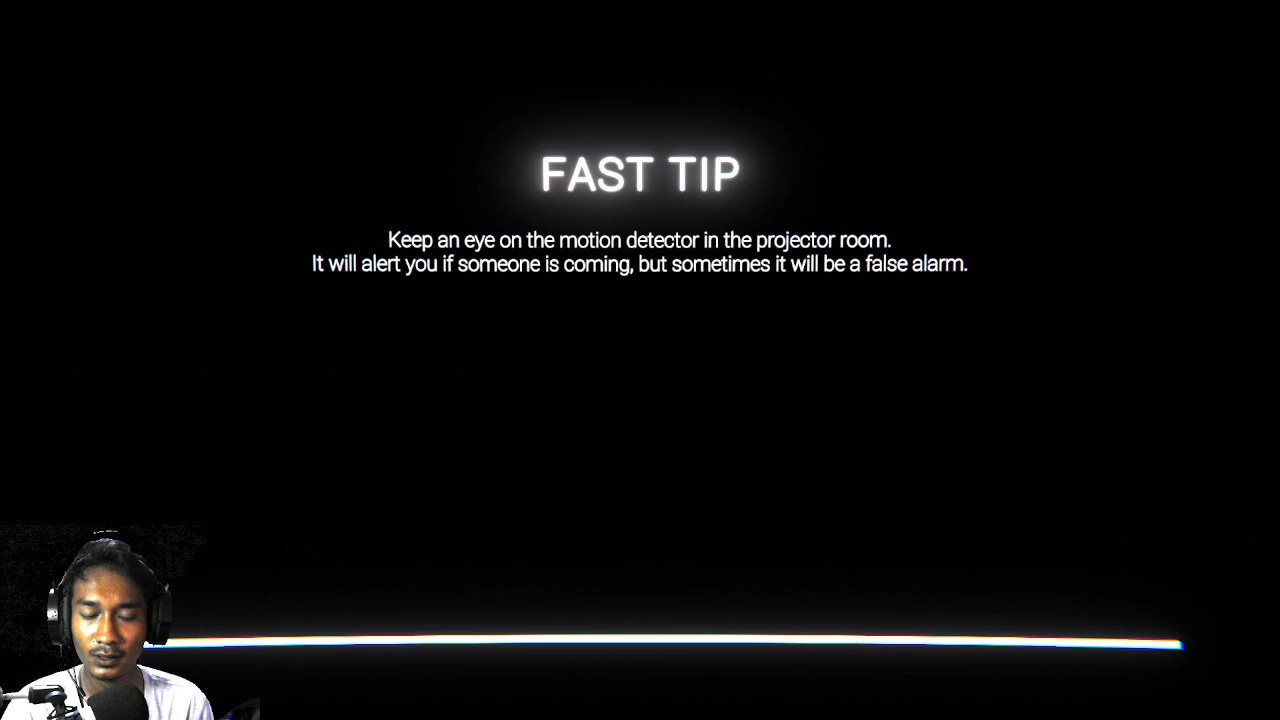 FAST TIP
Keep an eye on the motion detector in the projector room.
It will alert you if someone is coming, but sometimes it will be a false alarm.